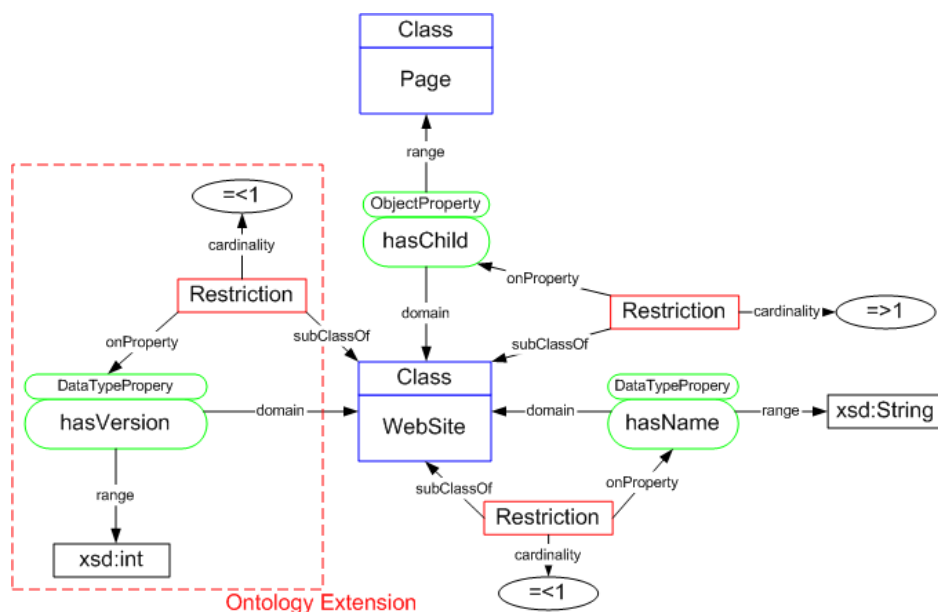 Class
Page
range
=<1
ObjectProperty
hasChild
cardinality
onProperty
Restriction
domain
Restriction
cardinality
=>1
onProperty
subClassOf
subClassOf
DataTypePropery
hasVersion
domain
Class
WebSite
domain
DataTypePropery
hasName
range
xsd:String
range
subClassOf
onProperty
Restriction
xsd:int
cardinality
=<1
Ontology Extension